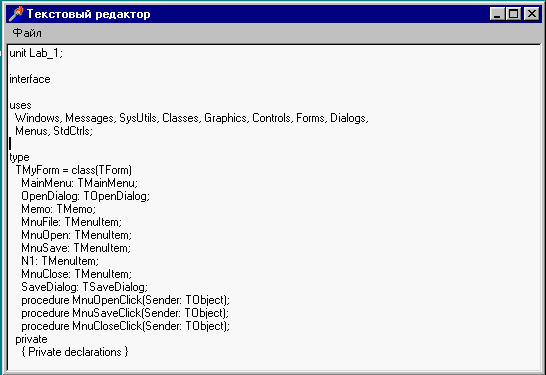 Текстовый редактор
Файл
unit Lab_1;
interface
uses
Windows, Messages, SysUtils, Classes, Graphics, Controls, Forms, Dialogs,
Menus, StdCtrls;
type
TMyForm = class(TForm)
MainMenu: TMainMenu;
OpenDialog: TOpenDialog;
Memo: TMemo;
MnuFile: TMenuItem;
MnuOpen: TMenuItem;
MnuSave: TMenuItem;
N1: TMenuItem;
MnuClose: TMenuItem;
SaveDialog: TSaveDialog;
procedure MnuOpenClick(Sender: TObject);
procedure MnuSaveClick(Sender: TObject);
procedure MnuCloseClick(Sender: TObject);
private
{ Private declarations }